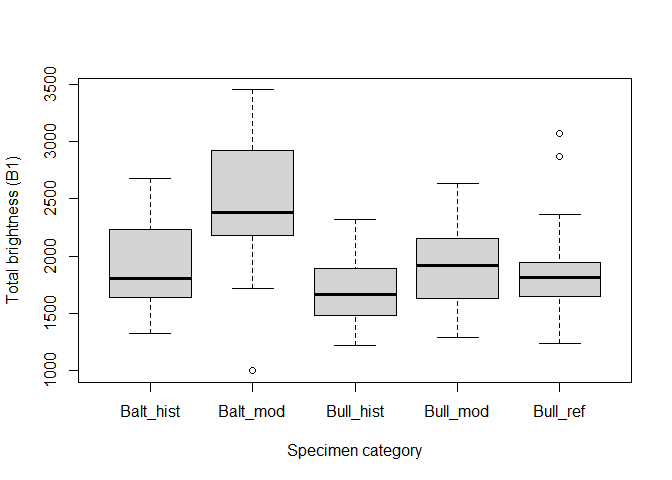 Total brightness (B1)
3500
3000
2500
2000
1500
1000
Balt_hist Balt_mod Bull_hist Bull_mod Bull_ref
Specimen category